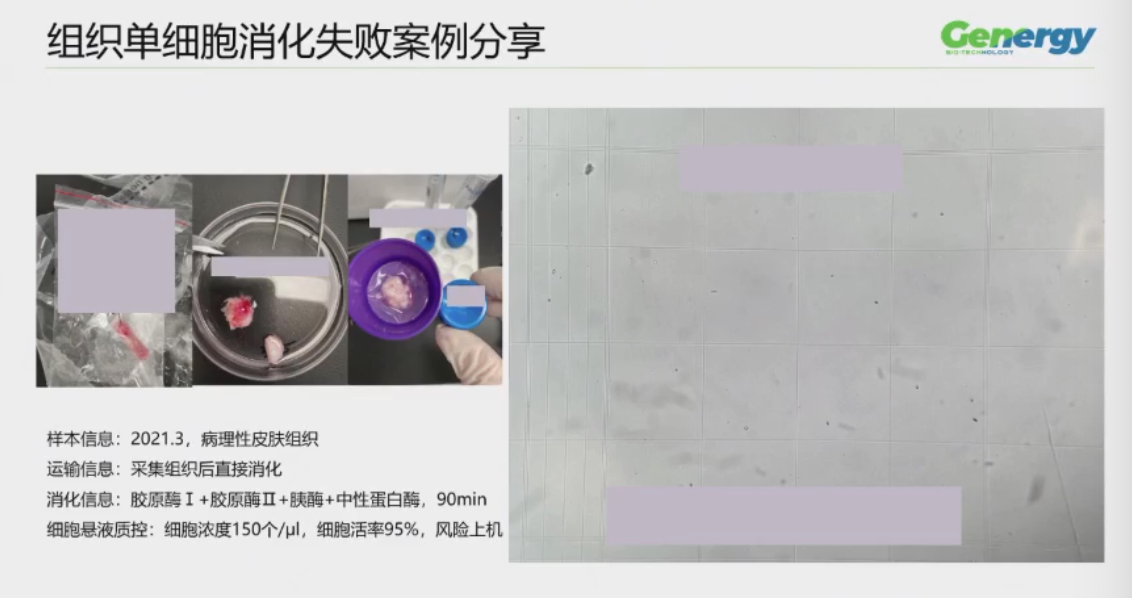 组织单细胞消化失败案例分享
Genergy
BIO-TECHNOLOGY
样本信息：2021.3，病理性皮肤组织
运输信息：采集组织后直接消化
消化信息：胶原酶Ⅰ+胶原酶Ⅱ+胰酶+中性蛋白酶，90min
细胞悬液质控：细胞浓度150个/μl，细胞活率95%，风险上机